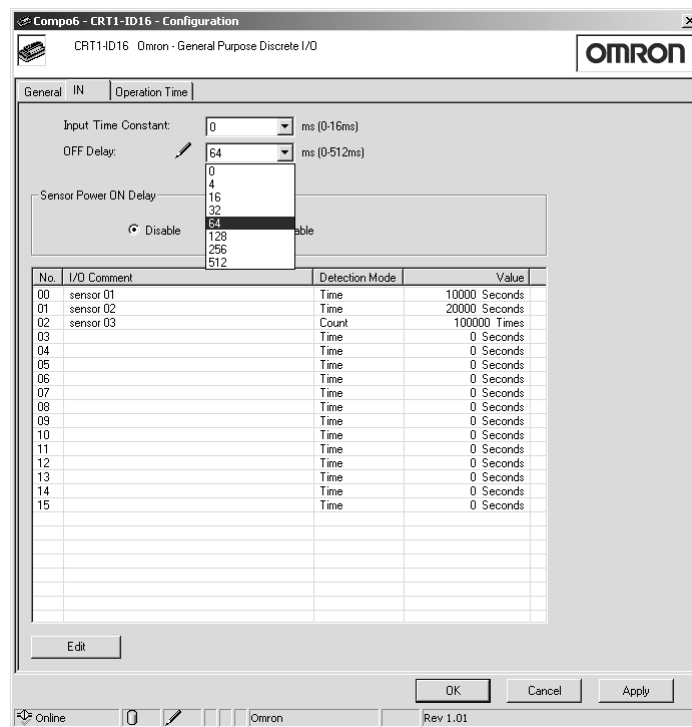 Compo6 - CRT1-ID16 - Configuration
CRT1-ID16 Omron - General Purpose Discrete I/O
OMRON
General IN Operation Time
Input Time Constant: 0 ms (0-16ms)
OFF Delay: 64 ms (0-512ms)
0
4
16
32
64
128
256
512
Sensor Power ON Delay
Disable able
No. I/O Comment Detection Mode Value
00 sensor 01 Time 10000 Seconds
01 sensor 02 Time 20000 Seconds
02 sensor 03 Count 100000 Times
03 Time 0 Seconds
04 Time 0 Seconds
05 Time 0 Seconds
06 Time 0 Seconds
07 Time 0 Seconds
08 Time 0 Seconds
09 Time 0 Seconds
10 Time 0 Seconds
11 Time 0 Seconds
12 Time 0 Seconds
13 Time 0 Seconds
14 Time 0 Seconds
15 Time 0 Seconds
Edit
OK Cancel Apply
Online Omron Rev 1.01